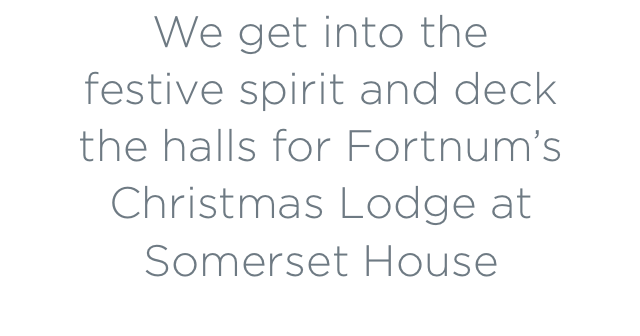 We get into the
festive spirit and deck
the halls for Fortnum’s
Christmas Lodge at
Somerset House